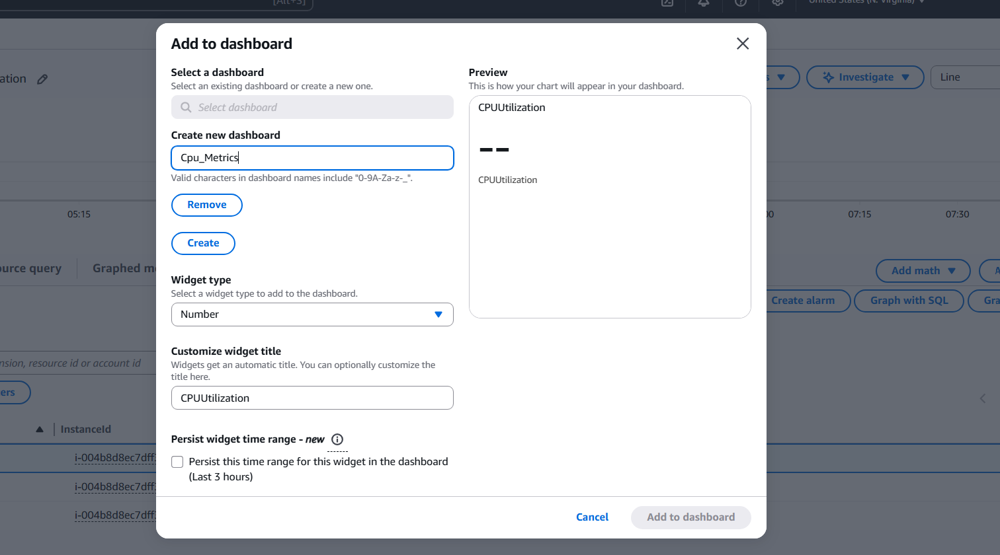 [Alt+S]
United States (N. Virginia)
Add to dashboard
Select a dashboard
Select an existing dashboard or create a new one.
Select dashboard
Create new dashboard
Cpu_Metrics
Valid characters in dashboard names include "0-9A-Za-z-_".
Remove
Create
Widget type
Select a widget type to add to the dashboard.
Number
Customize widget title
Widgets get an automatic title. You can optionally customize the
title here.
CPUUtilization
Persist widget time range - new
Persist this time range for this widget in the dashboard
(Last 3 hours)
Preview
This is how your chart will appear in your dashboard.
CPUUtilization
--
CPUUtilization
Cancel
Add to dashboard
ation
Investigate
Line
05:15
07:15
07:30
query
Graphed
Add math
Create alarm
Graph with SQL
resource id or account id
InstanceId
i-004b8d8ec7dff
i-004b8d8ec7dff
i-004b8d8ec7dff